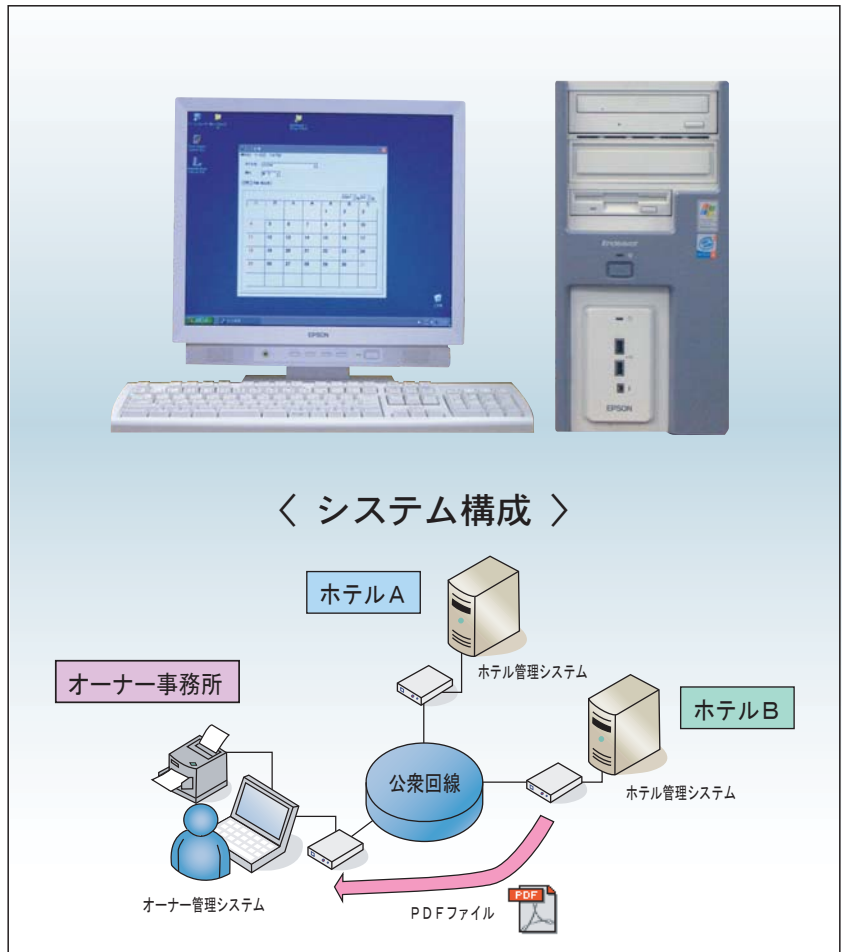 EPSON
Endeavor
EPSON
〈 システム構成 〉
ホテルA
ホテル管理システム
オーナー事務所
ホテルB
公衆回線
ホテル管理システム
オーナー管理システム
PDFファイル
PDF